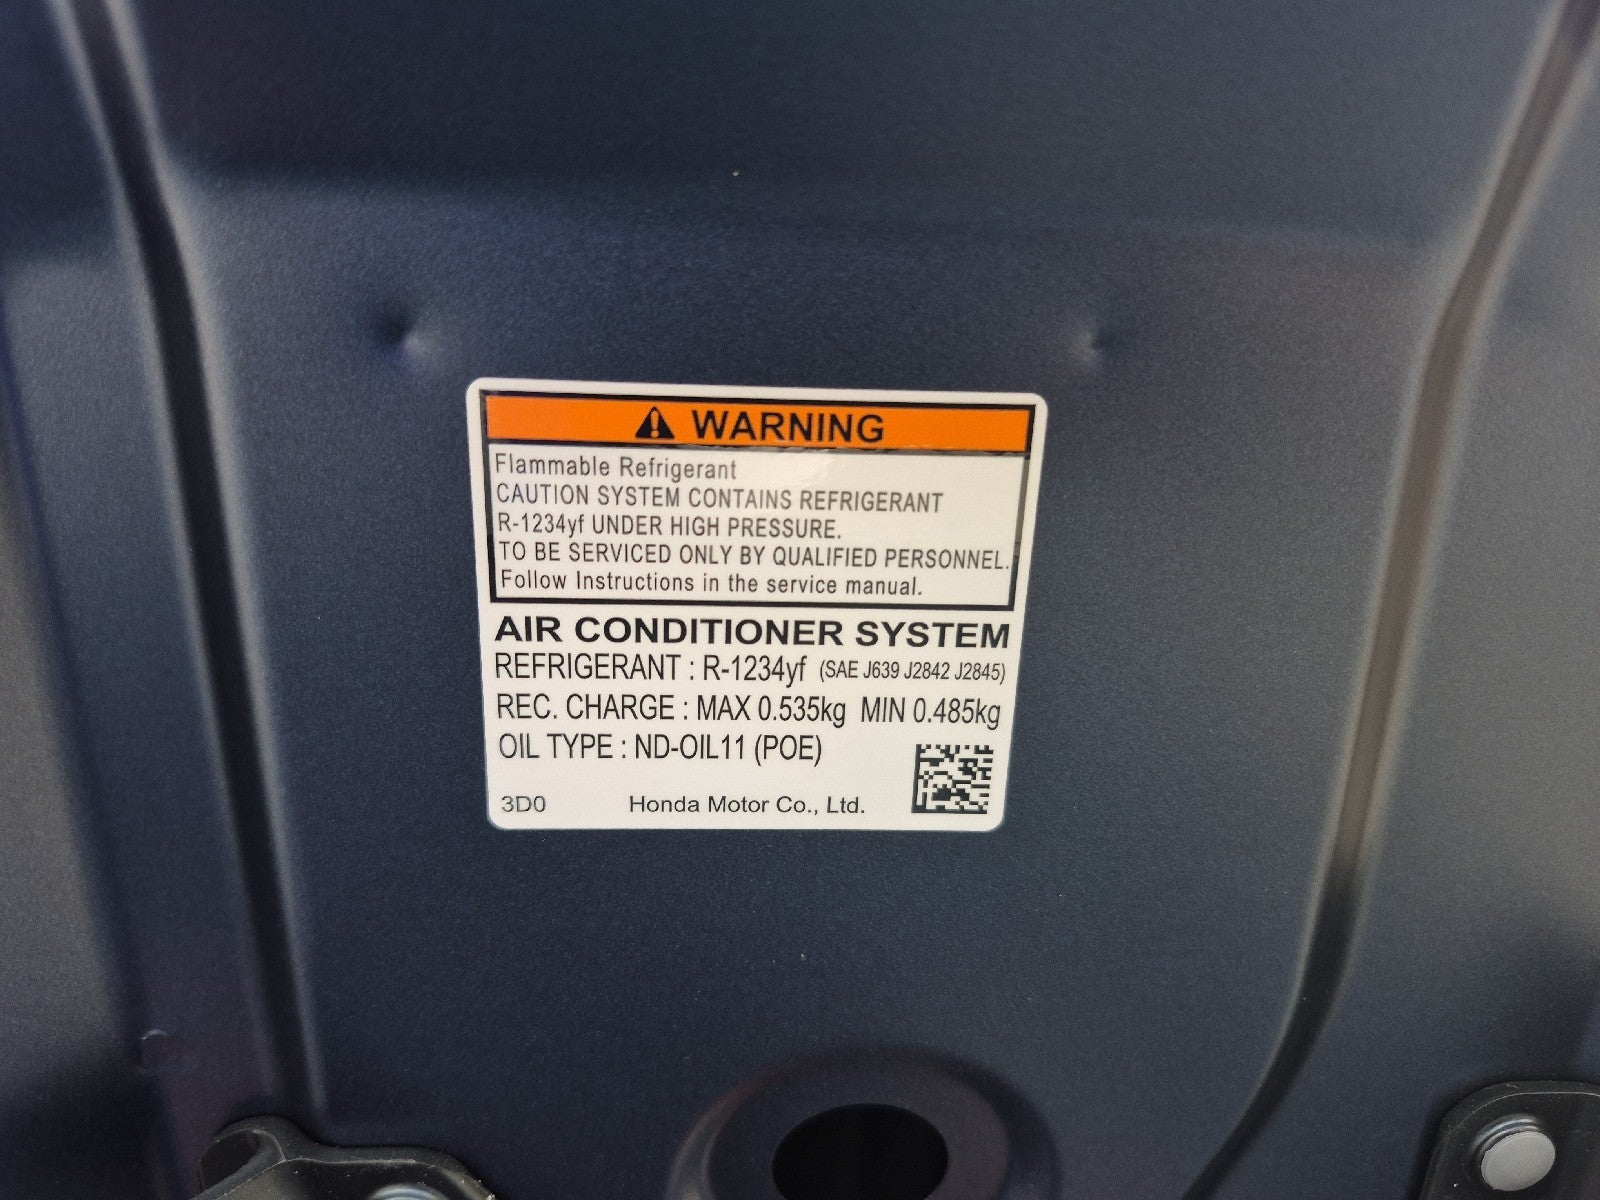 WARNING
Flammable Refrigerant
CAUTION SYSTEM CONTAINS REFRIGERANT
R-1234yf UNDER HIGH PRESSURE.
TO BE SERVICED ONLY BY QUALIFIED PERSONNEL.
Follow Instructions in the service manual.
AIR CONDITIONER SYSTEM
REFRIGERANT : R-1234yf (SAE J639 J2842 J2845)
REC. CHARGE : MAX 0.535kg MIN 0.485kg
OIL TYPE : ND-OIL11 (POE)
3D0 Honda Motor Co., Ltd.